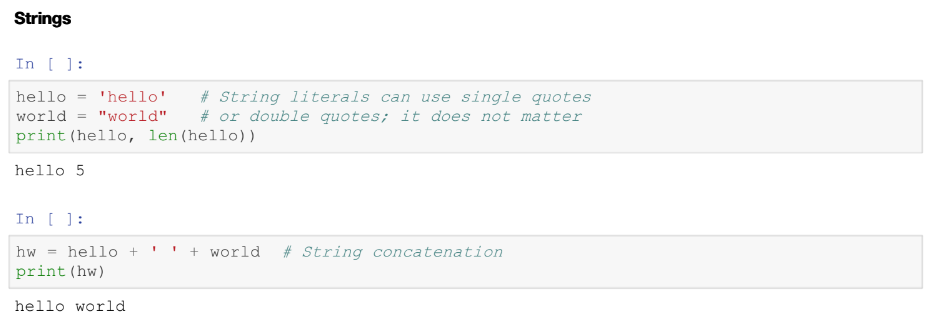 Strings
In [ ]:
hello = 'hello'   # String literals can use single quotes
world = "world"   # or double quotes; it does not matter
print(hello, len(hello))
hello 5
In [ ]:
hw = hello + ' ' + world  # String concatenation
print(hw)
hello world